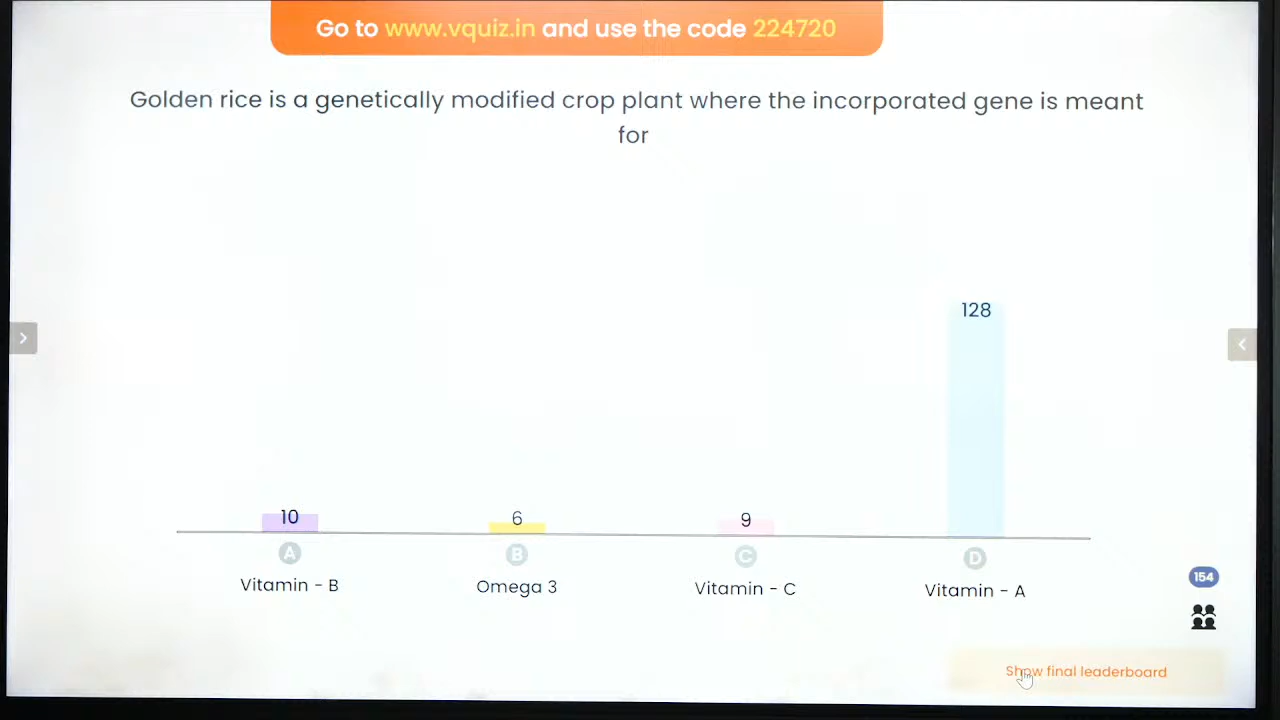 Go to www.vquiz.in and use the code 224720
Golden rice is a genetically modified crop plant where the incorporated gene is meant
for
128
10
6
9
A
B
C
D
Vitamin - B
Omega 3
Vitamin - C
Vitamin - A
154
Show final leaderboard